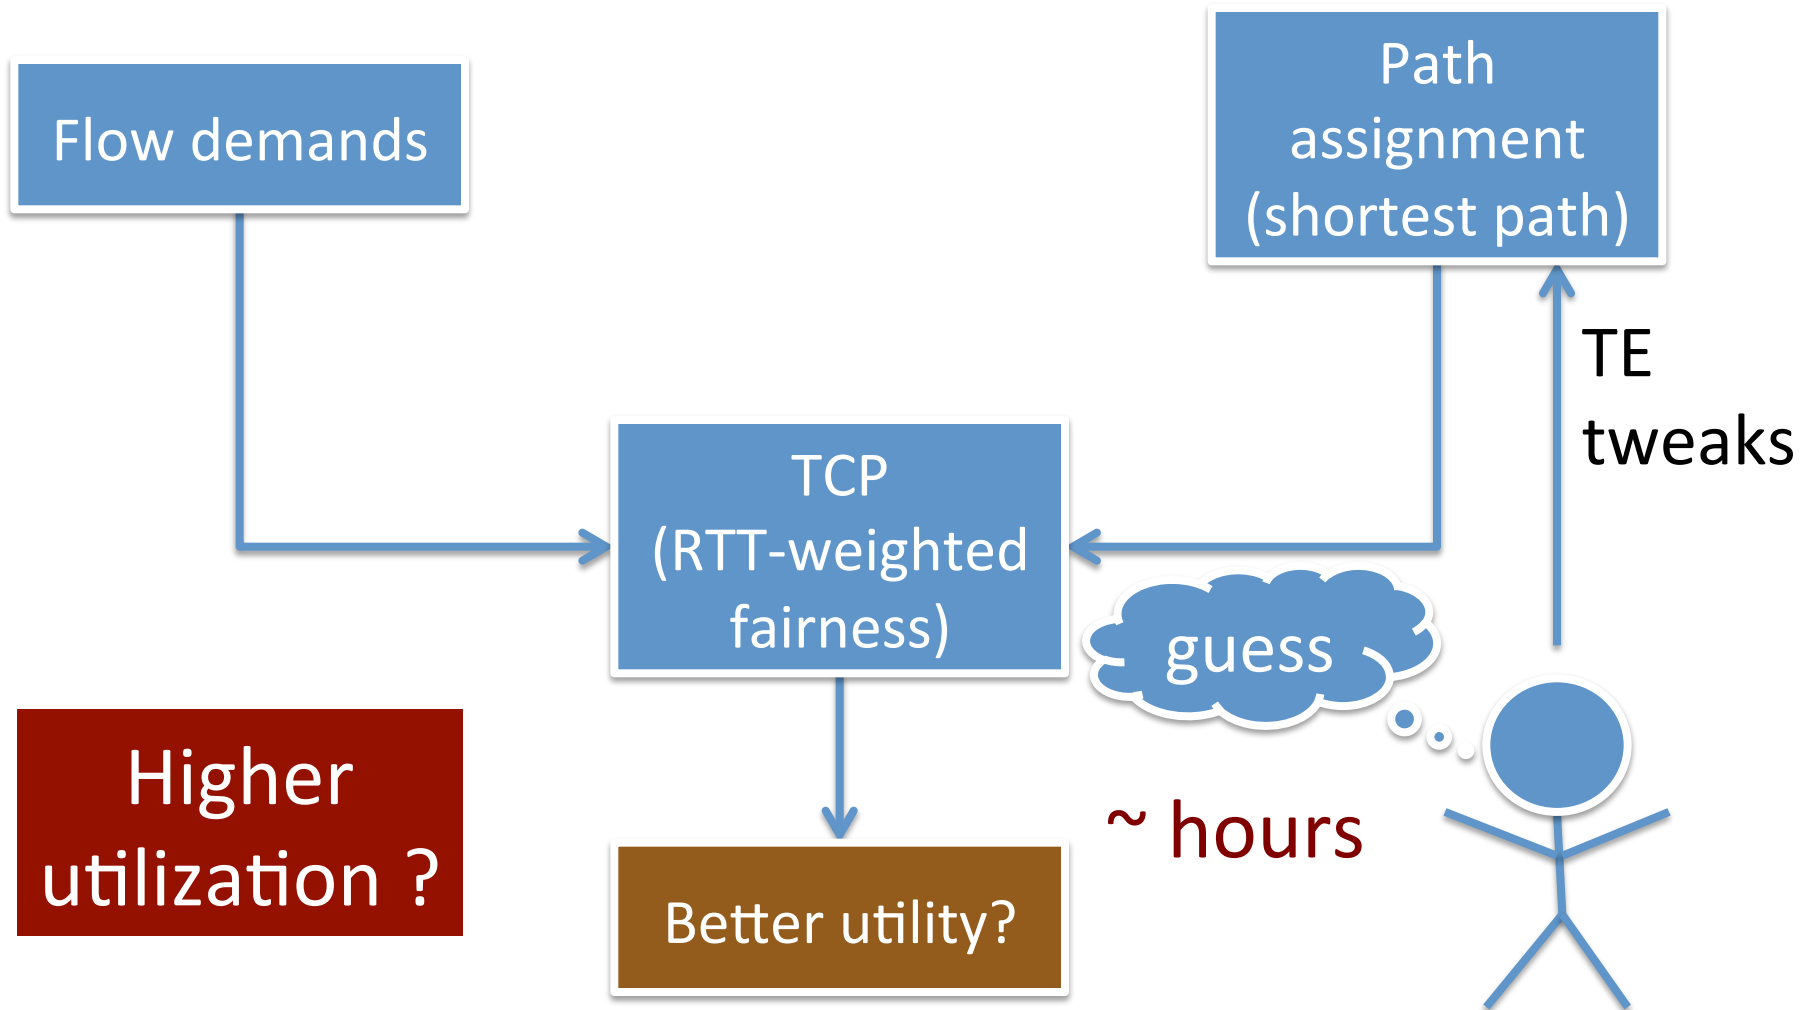 Flow demands
Path
assignment
(shortest path)
TE
tweaks
TCP
(RTT-weighted
fairness)
guess
~ hours
Higher
utilization ?
Better utility?